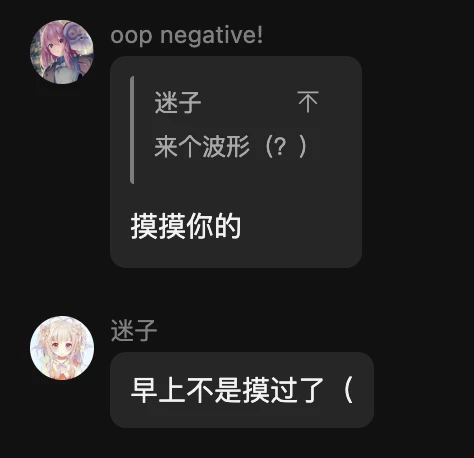 oop negative!
迷子
来个波形（？）
摸摸你的
迷子
早上不是摸过了（